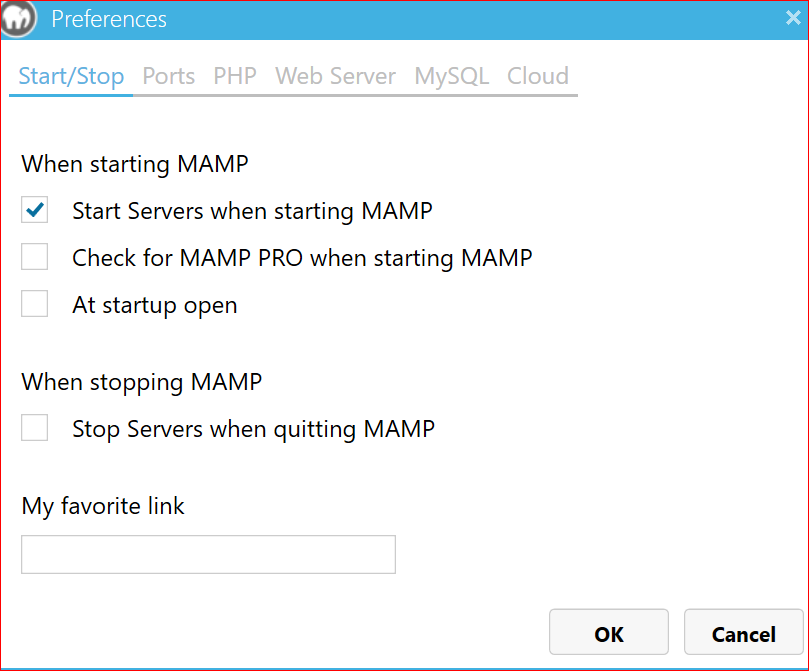 Preferences
Start/Stop Ports PHP Web Server MySQL Cloud
When starting MAMP
Start Servers when starting MAMP
Check for MAMP PRO when starting MAMP
At startup open
When stopping MAMP
Stop Servers when quitting MAMP
My favorite link
OK Cancel